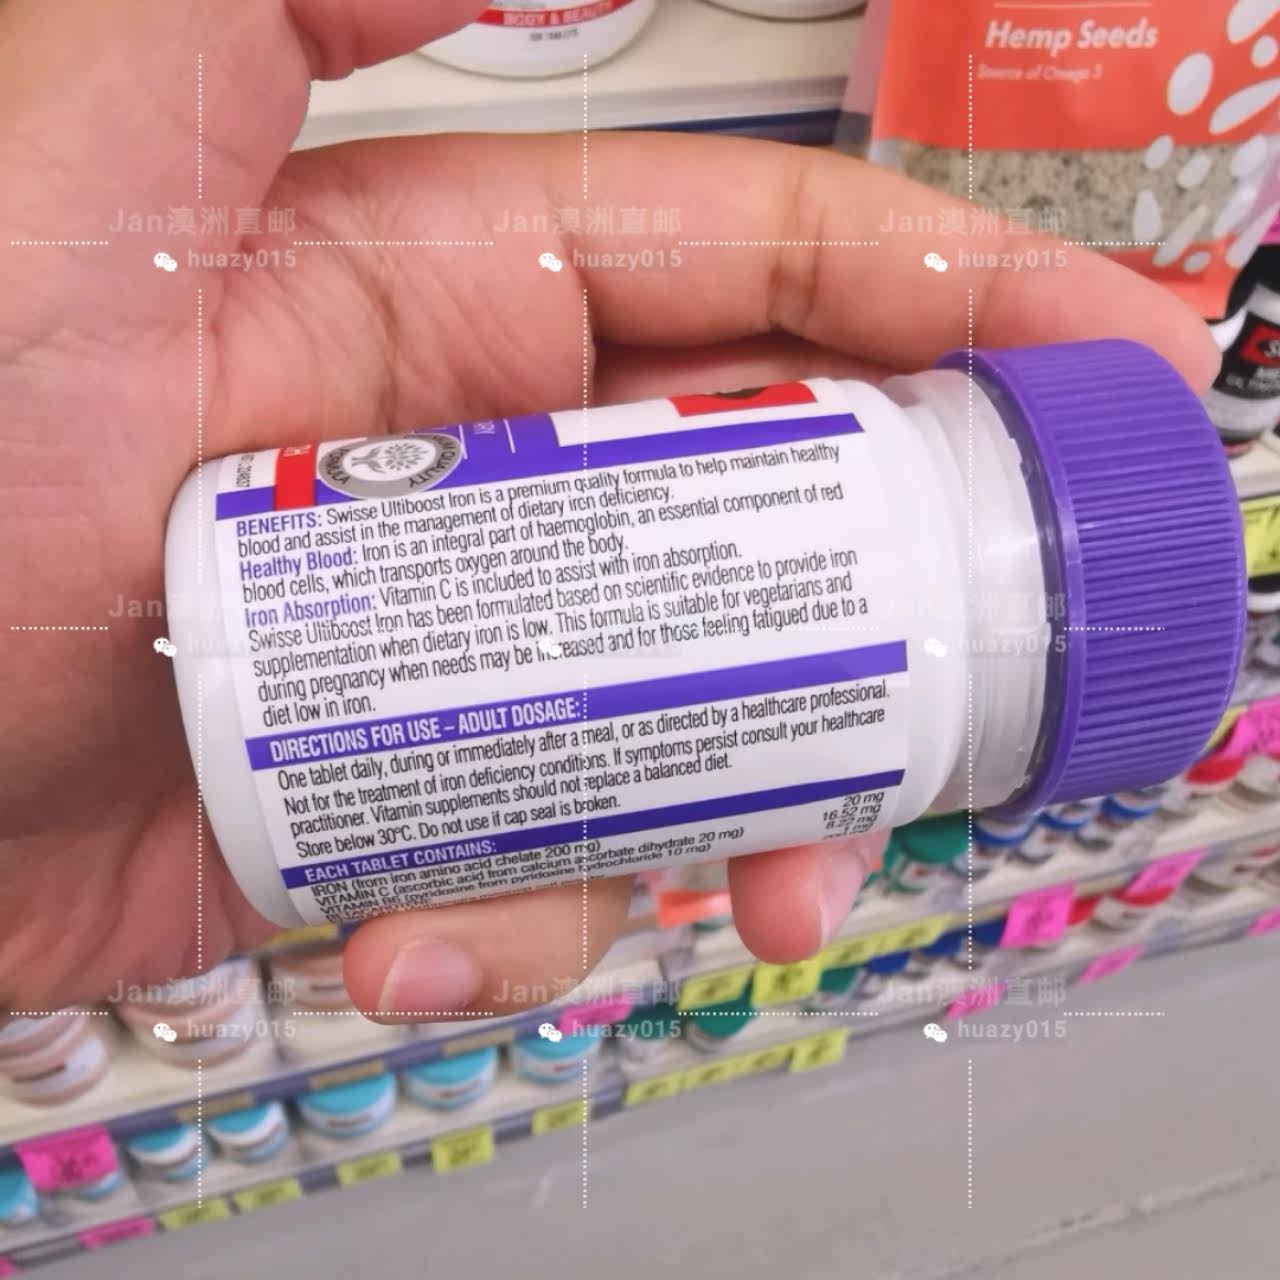 BODY & BEAUTY
Hemp Seeds
Source of Omega 3
Jan澳洲直邮
huazy015
Jan澳洲直邮
huazy015
Jan澳洲直邮
huazy015
QUALITY
FORMULA
BENEFITS: Swisse Ultiboost Iron is a premium quality formula to help maintain healthy
blood and assist in the management of dietary iron deficiency.
Healthy Blood: Iron is an integral part of haemoglobin, an essential component of red
blood cells, which transports oxygen around the body.
Iron Absorption: Vitamin C is included to assist with iron absorption.
Swisse Ultiboost Iron has been formulated based on scientific evidence to provide iron
supplementation when dietary iron is low. This formula is suitable for vegetarians and
during pregnancy when needs may be increased and for those feeling fatigued due to a
diet low in iron.
Jan
huazy015
huazy015
DIRECTIONS FOR USE – ADULT DOSAGE:
One tablet daily, during or immediately after a meal, or as directed by a healthcare professional.
Not for the treatment of iron deficiency conditions. If symptoms persist consult your healthcare
practitioner. Vitamin supplements should not replace a balanced diet.
Store below 30°C. Do not use if cap seal is broken.
EACH TABLET CONTAINS:
IRON (from iron amino acid chelate 200 mg) 20 mg
VITAMIN C (ascorbic acid from calcium ascorbate dihydrate 20 mg) 16.52 mg
VITAMIN B6 (pyridoxine from pyridoxine hydrochloride 10 mg) 8.22 mg
Jan澳洲直邮
huazy015
Jan澳洲直邮
huazy015
Jan澳洲直邮
huazy015